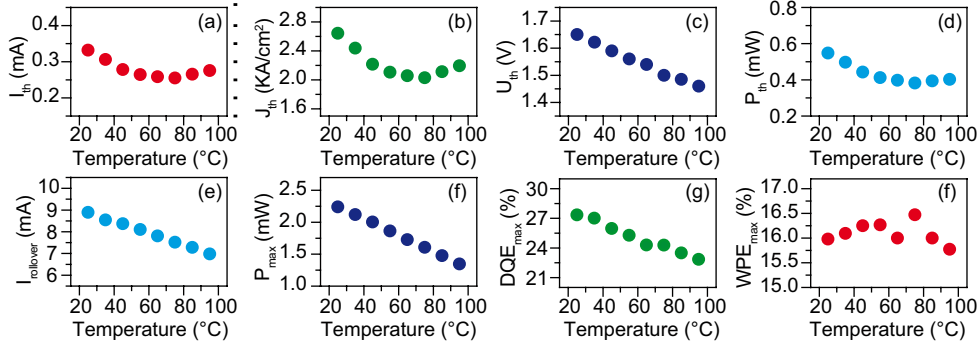 (a)
0.4
0.3
0.2
I_th (mA)
20 40 60 80 100
Temperature (°C)
(b)
2.8
2.4
2.0
1.6
J_th (KA/cm²)
20 40 60 80 100
Temperature (°C)
(c)
1.7
1.6
1.5
1.4
U_th (V)
20 40 60 80 100
Temperature (°C)
(d)
0.8
0.6
0.4
0.2
P_th (mW)
20 40 60 80 100
Temperature (°C)
(e)
10
9
8
7
6
I_rollover (mA)
20 40 60 80 100
Temperature (°C)
(f)
2.5
2.0
1.5
1.0
P_max (mW)
20 40 60 80 100
Temperature (°C)
(g)
30
27
24
21
DQE_max (%)
20 40 60 80 100
Temperature (°C)
(f)
17.0
16.5
16.0
15.5
15.0
WPE_max (%)
20 40 60 80 100
Temperature (°C)